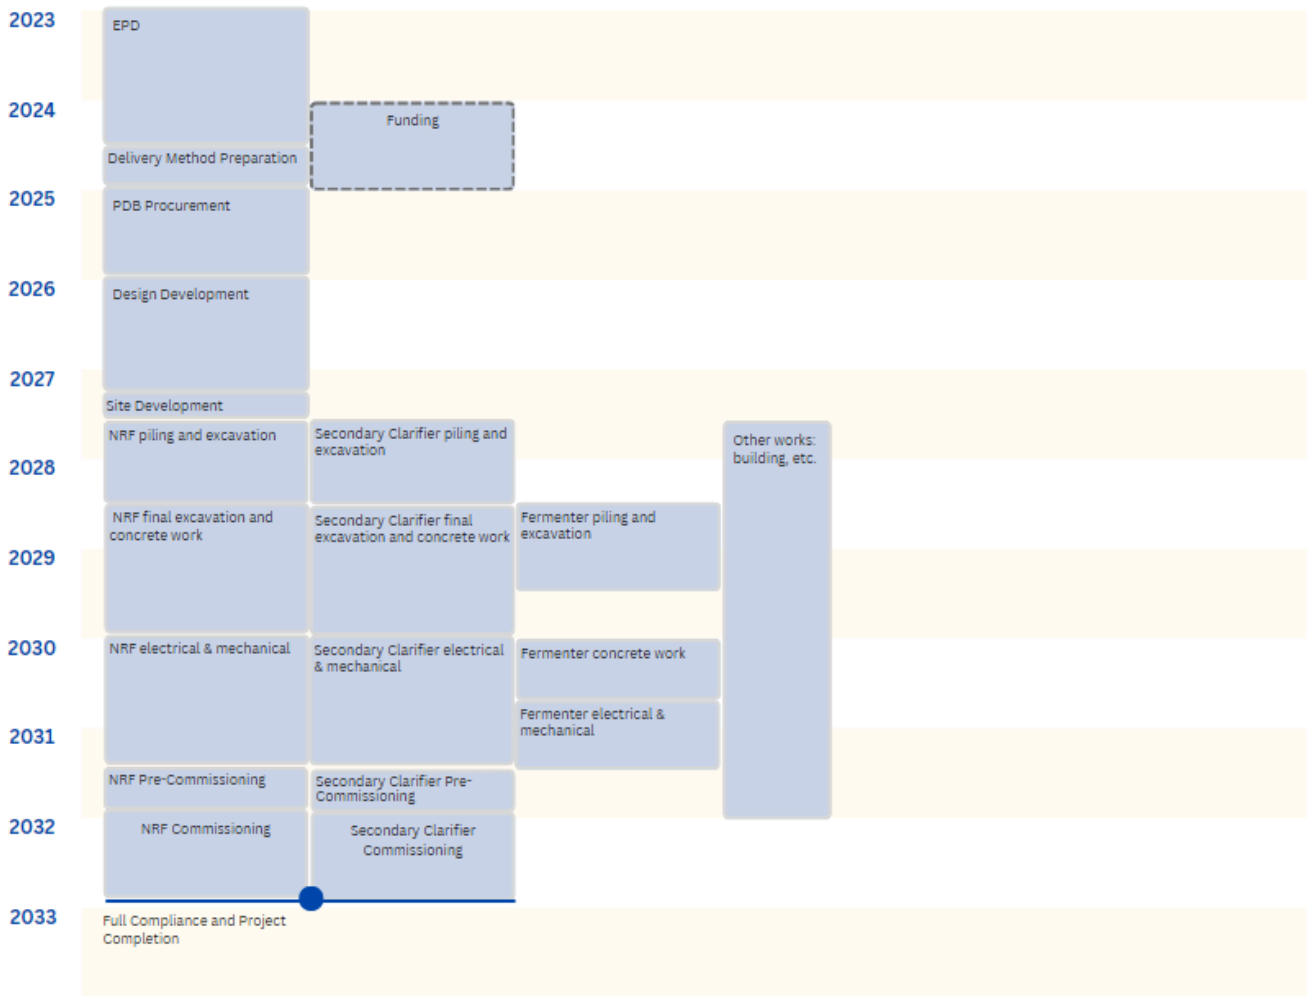 2023
EPD
2024
Funding
Delivery Method Preparation
2025
PDB Procurement
2026
Design Development
2027
Site Development
NRF piling and excavation
Secondary Clarifier piling and
excavation
Other works:
building, etc.
2028
NRF final excavation and
concrete work
Secondary Clarifier final
excavation and concrete work
Fermenter piling and
excavation
2029
2030
NRF electrical & mechanical
Secondary Clarifier electrical
& mechanical
Fermenter concrete work
Fermenter electrical &
mechanical
2031
NRF Pre-Commissioning
Secondary Clarifier Pre-
Commissioning
2032
NRF Commissioning
Secondary Clarifier
Commissioning
2033
Full Compliance and Project
Completion